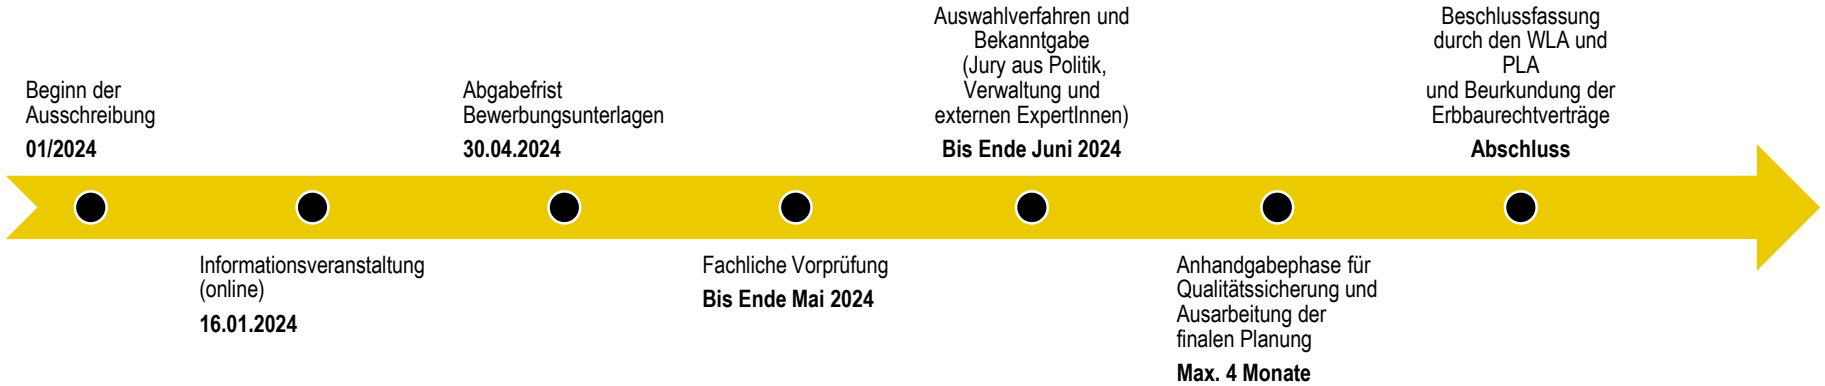 Beginn der
Ausschreibung
01/2024
Informationsveranstaltung
(online)
16.01.2024
Abgabefrist
Bewerbungsunterlagen
30.04.2024
Fachliche Vorprüfung
Bis Ende Mai 2024
Auswahlverfahren und
Bekanntgabe
(Jury aus Politik,
Verwaltung und
externen ExpertInnen)
Bis Ende Juni 2024
Anhandgabephase für
Qualitätssicherung und
Ausarbeitung der
finalen Planung
Max. 4 Monate
Beschlussfassung
durch den WLA und
PLA
und Beurkundung der
Erbbaurechtverträge
Abschluss